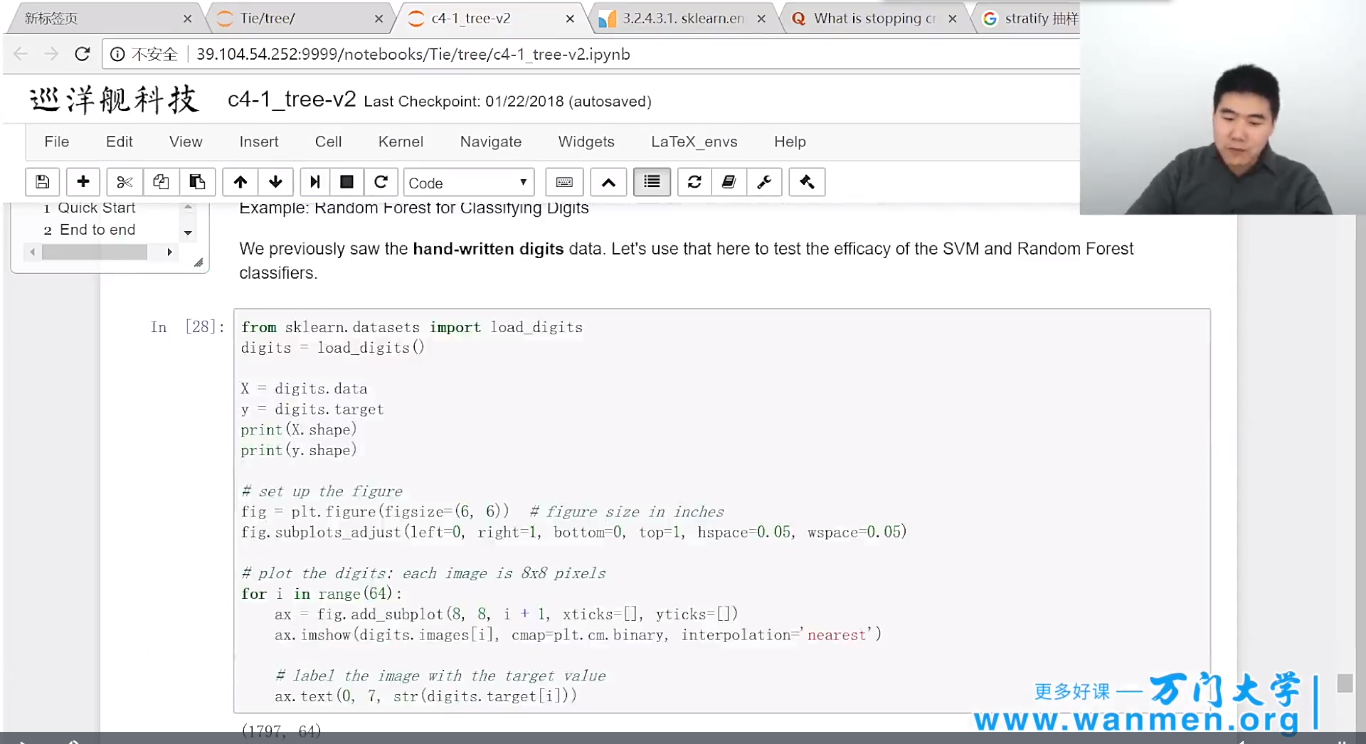 新标签页
Tie/tree/
c4-1_tree-v2
3.2.4.3.1. sklearn.en
What is stopping cr
stratify 抽样
不安全 39.104.54.252:9999/notebooks/Tie/tree/c4-1_tree-v2.ipynb
巡洋舰科技 c4-1_tree-v2 Last Checkpoint: 01/22/2018 (autosaved)
File Edit View Insert Cell Kernel Navigate Widgets LaTeX_envs Help
Code
1 Quick Start
2 End to end
Example: Random Forest for Classifying Digits
We previously saw the hand-written digits data. Let's use that here to test the efficacy of the SVM and Random Forest
classifiers.
In [28]:
from sklearn.datasets import load_digits
digits = load_digits()
X = digits.data
y = digits.target
print(X.shape)
print(y.shape)
# set up the figure
fig = plt.figure(figsize=(6, 6))  # figure size in inches
fig.subplots_adjust(left=0, right=1, bottom=0, top=1, hspace=0.05, wspace=0.05)
# plot the digits: each image is 8x8 pixels
for i in range(64):
    ax = fig.add_subplot(8, 8, i + 1, xticks=[], yticks=[])
    ax.imshow(digits.images[i], cmap=plt.cm.binary, interpolation='nearest')
    # label the image with the target value
    ax.text(0, 7, str(digits.target[i]))
(1797, 64)
更多好课 — 万门大学
www.wanmen.org